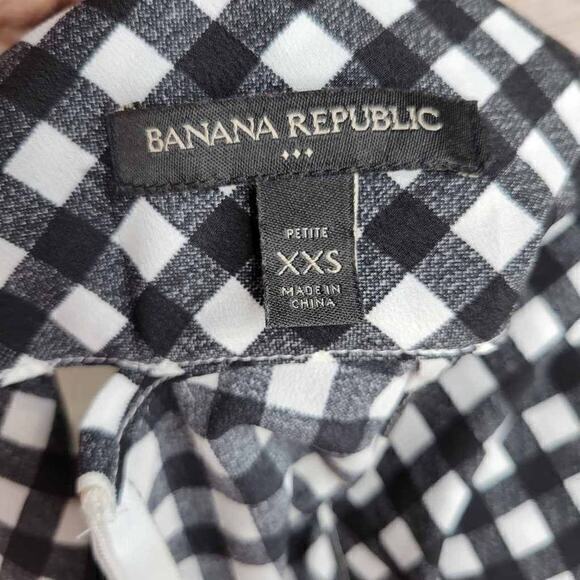 BANANA REPUBLIC
PETITE
XXS
MADE IN
CHINA